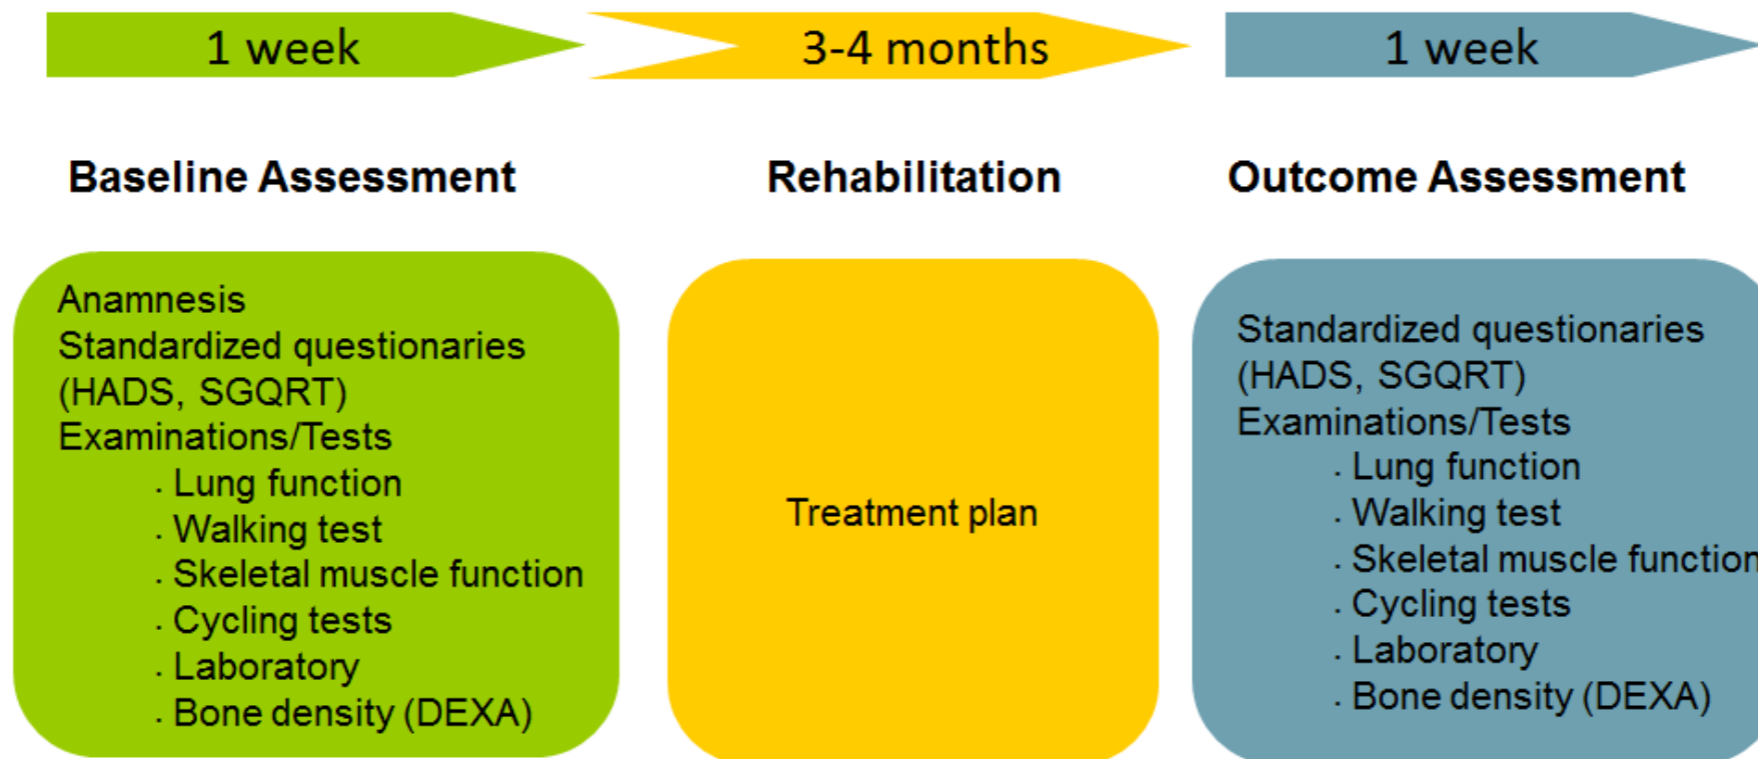 1 week
3-4 months
1 week
Baseline Assessment
Rehabilitation
Outcome Assessment
Anamnesis
Standardized questionaries
(HADS, SGQRT)
Examinations/Tests
. Lung function
. Walking test
. Skeletal muscle function
. Cycling tests
. Laboratory
. Bone density (DEXA)
Treatment plan
Standardized questionaries
(HADS, SGQRT)
Examinations/Tests
. Lung function
. Walking test
. Skeletal muscle function
. Cycling tests
. Laboratory
. Bone density (DEXA)